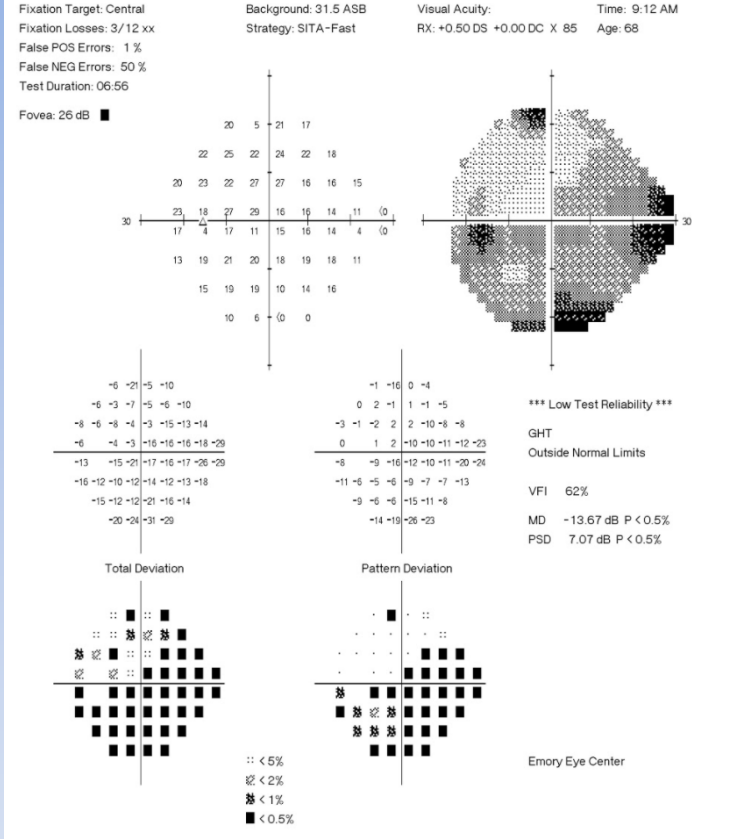 Fixation Target: Central Background: 31.5 ASB Visual Acuity: Time: 9:12 AM
Fixation Losses: 3/12 xx Strategy: SITA-Fast RX: +0.50 DS +0.00 DC X 85 Age: 68
False POS Errors: 1 %
False NEG Errors: 50 %
Test Duration: 06:56
Fovea: 26 dB ■
20 5 21 17
22 25 22 24 22 18
20 23 22 27 27 16 16 15
23 18 27 29 16 16 14 11 (0
30 30
17 4 17 11 15 16 14 4 (0
13 19 21 20 18 19 18 11
15 19 19 10 14 16
10 6 (0 0
-6 -21 -5 -10
-6 -3 -7 -5 -6 -10
-8 -6 -8 -4 -3 -15 -13 -14
-6 -4 -3 -16 -16 -16 -18 -29
-13 -15 -21 -17 -16 -17 -26 -29
-16 -12 -10 -12 -14 -12 -13 -18
-15 -12 -12 -21 -16 -14
-20 -24 -31 -29
Total Deviation
-1 -16 0 -4
0 2 -1 1 -1 -5
-3 -1 -2 2 2 -10 -8 -8
0 1 2 -10 -10 -11 -12 -23
-8 -9 -16 -12 -10 -11 -20 -24
-11 -6 -5 -6 -9 -7 -7 -13
-9 -6 -6 -15 -11 -8
-14 -19 -26 -23
Pattern Deviation
*** Low Test Reliability ***
GHT
Outside Normal Limits
VFI 62%
MD -13.67 dB P < 0.5%
PSD 7.07 dB P < 0.5%
< 5%
< 2%
< 1%
< 0.5%
Emory Eye Center